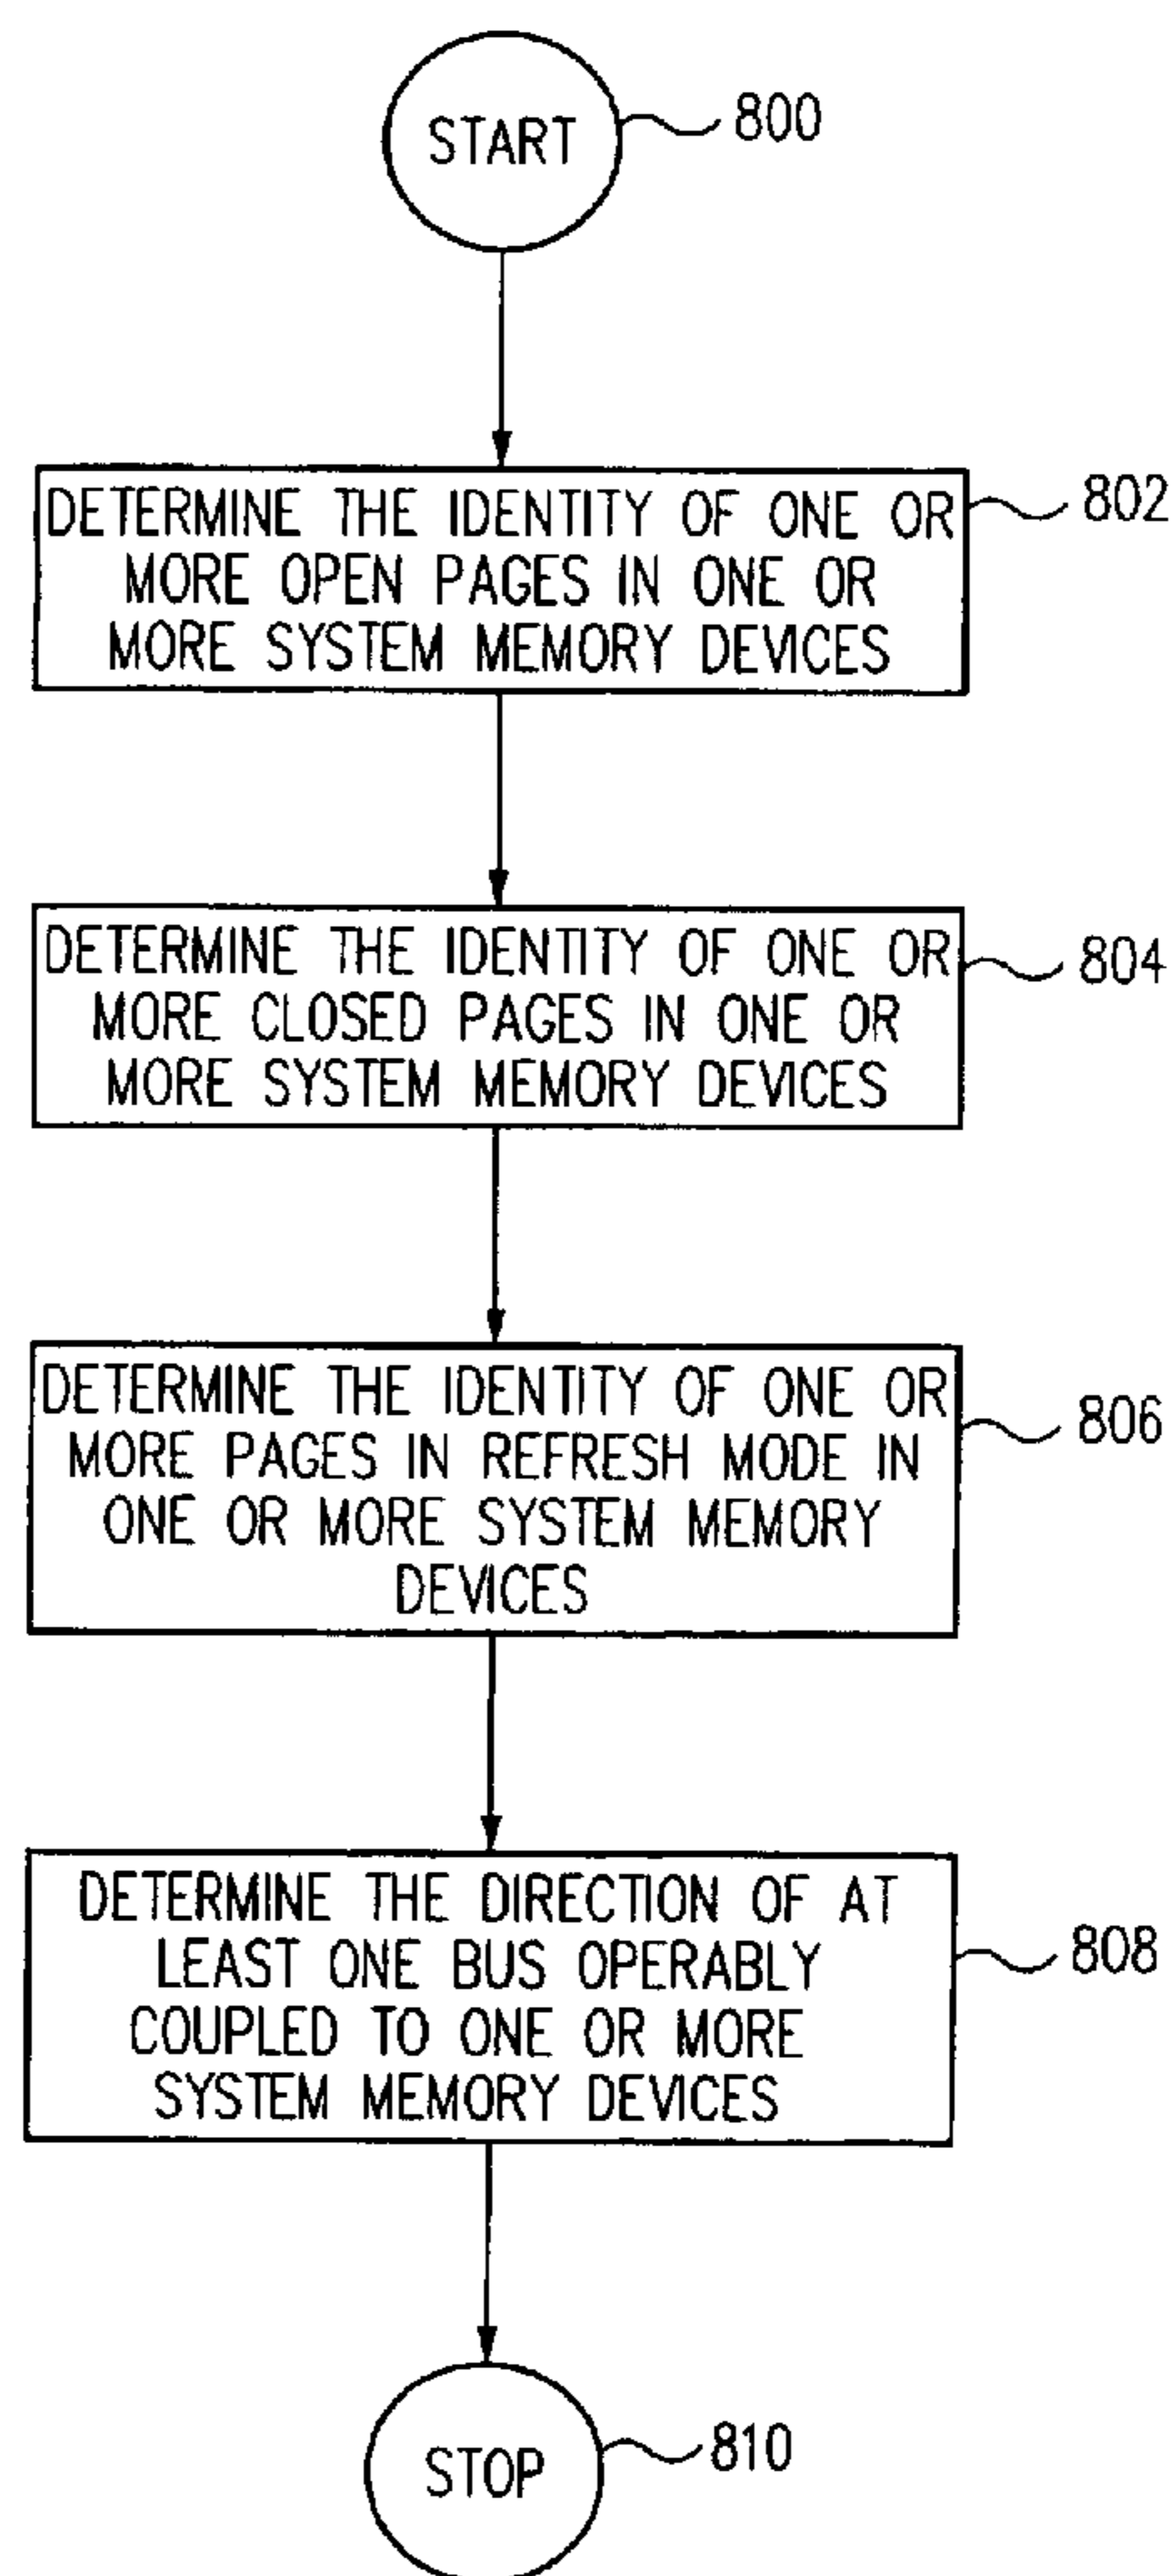 START
800
DETERMINE THE IDENTITY OF ONE OR
MORE OPEN PAGES IN ONE OR
MORE SYSTEM MEMORY DEVICES
802
DETERMINE THE IDENTITY OF ONE OR
MORE CLOSED PAGES IN ONE OR
MORE SYSTEM MEMORY DEVICES
804
DETERMINE THE IDENTITY OF ONE OR
MORE PAGES IN REFRESH MODE IN
ONE OR MORE SYSTEM MEMORY
DEVICES
806
DETERMINE THE DIRECTION OF AT
LEAST ONE BUS OPERABLY
COUPLED TO ONE OR MORE
SYSTEM MEMORY DEVICES
808
STOP
810